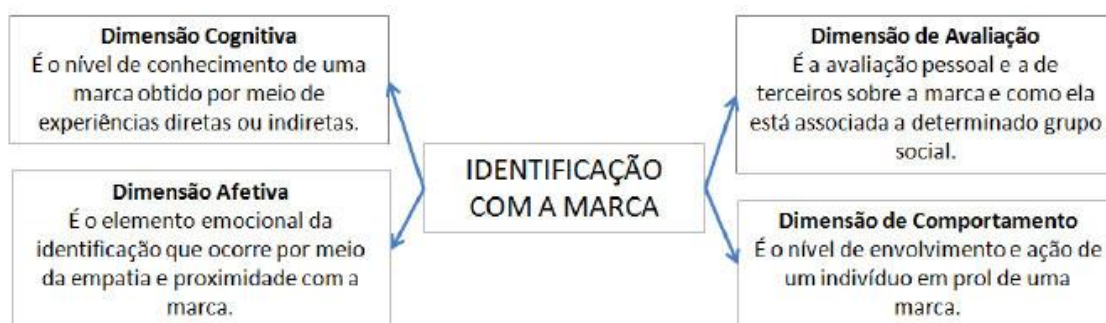 Dimensão Cognitiva
É o nível de conhecimento de uma
marca obtido por meio de
experiências diretas ou indiretas.
Dimensão Afetiva
É o elemento emocional da
identificação que ocorre por meio
da empatia e proximidade com a
marca.
IDENTIFICAÇÃO
COM A MARCA
Dimensão de Avaliação
É a avaliação pessoal e a de
terceiros sobre a marca e como ela
está associada a determinado grupo
social.
Dimensão de Comportamento
É o nível de envolvimento e ação de
um indivíduo em prol de uma
marca.